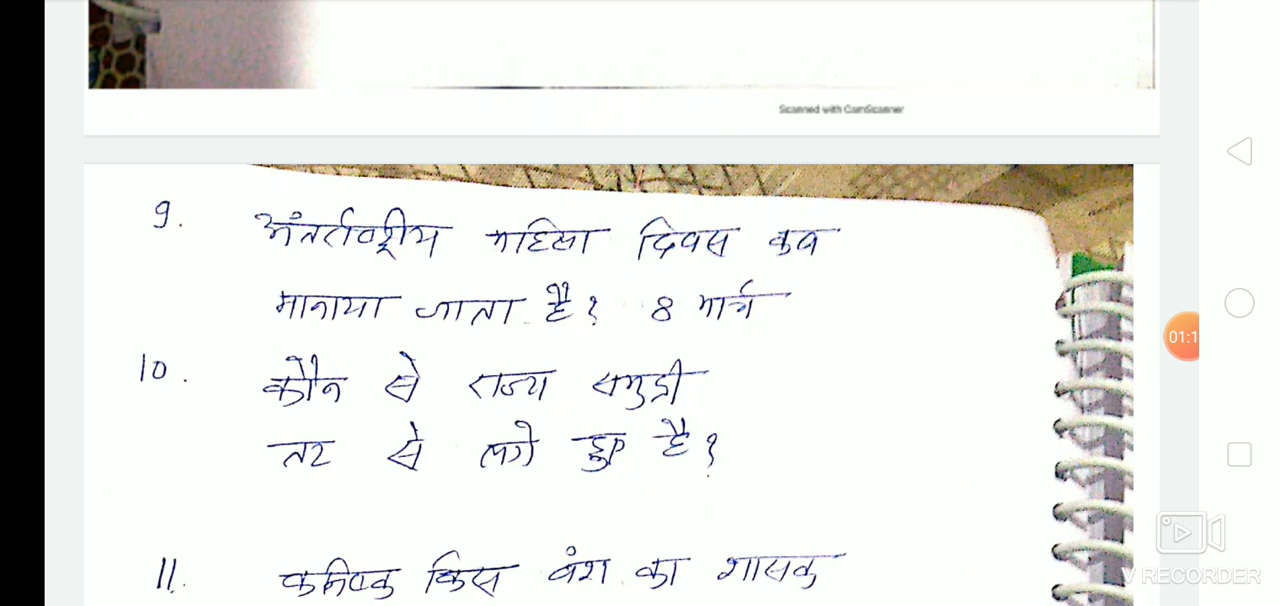 Scanned with CamScanner
9. अंतर्राष्ट्रीय महिला दिवस कब
मानाया जाता है? 8 मार्च
10. कौन से राज्य समुद्री
तट से लगे हुए है?
11. कनिष्क किस वंश का शासक
01:1
V RECORDER